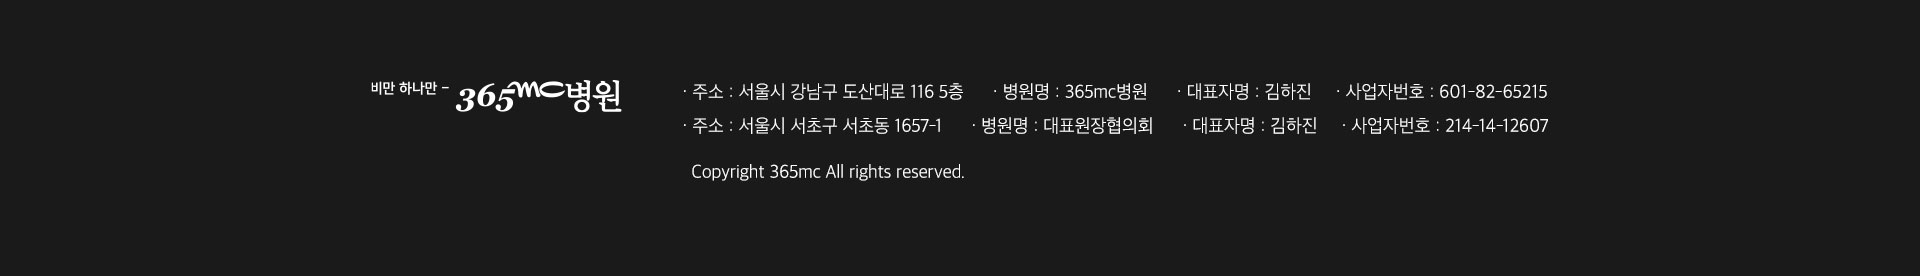 비만 하나만 - 365mc병원
· 주소 : 서울시 강남구 도산대로 116 5층 · 병원명 : 365mc병원 · 대표자명 : 김하진 · 사업자번호 : 601-82-65215
· 주소 : 서울시 서초구 서초동 1657-1 · 병원명 : 대표원장협의회 · 대표자명 : 김하진 · 사업자번호 : 214-14-12607
Copyright 365mc All rights reserved.